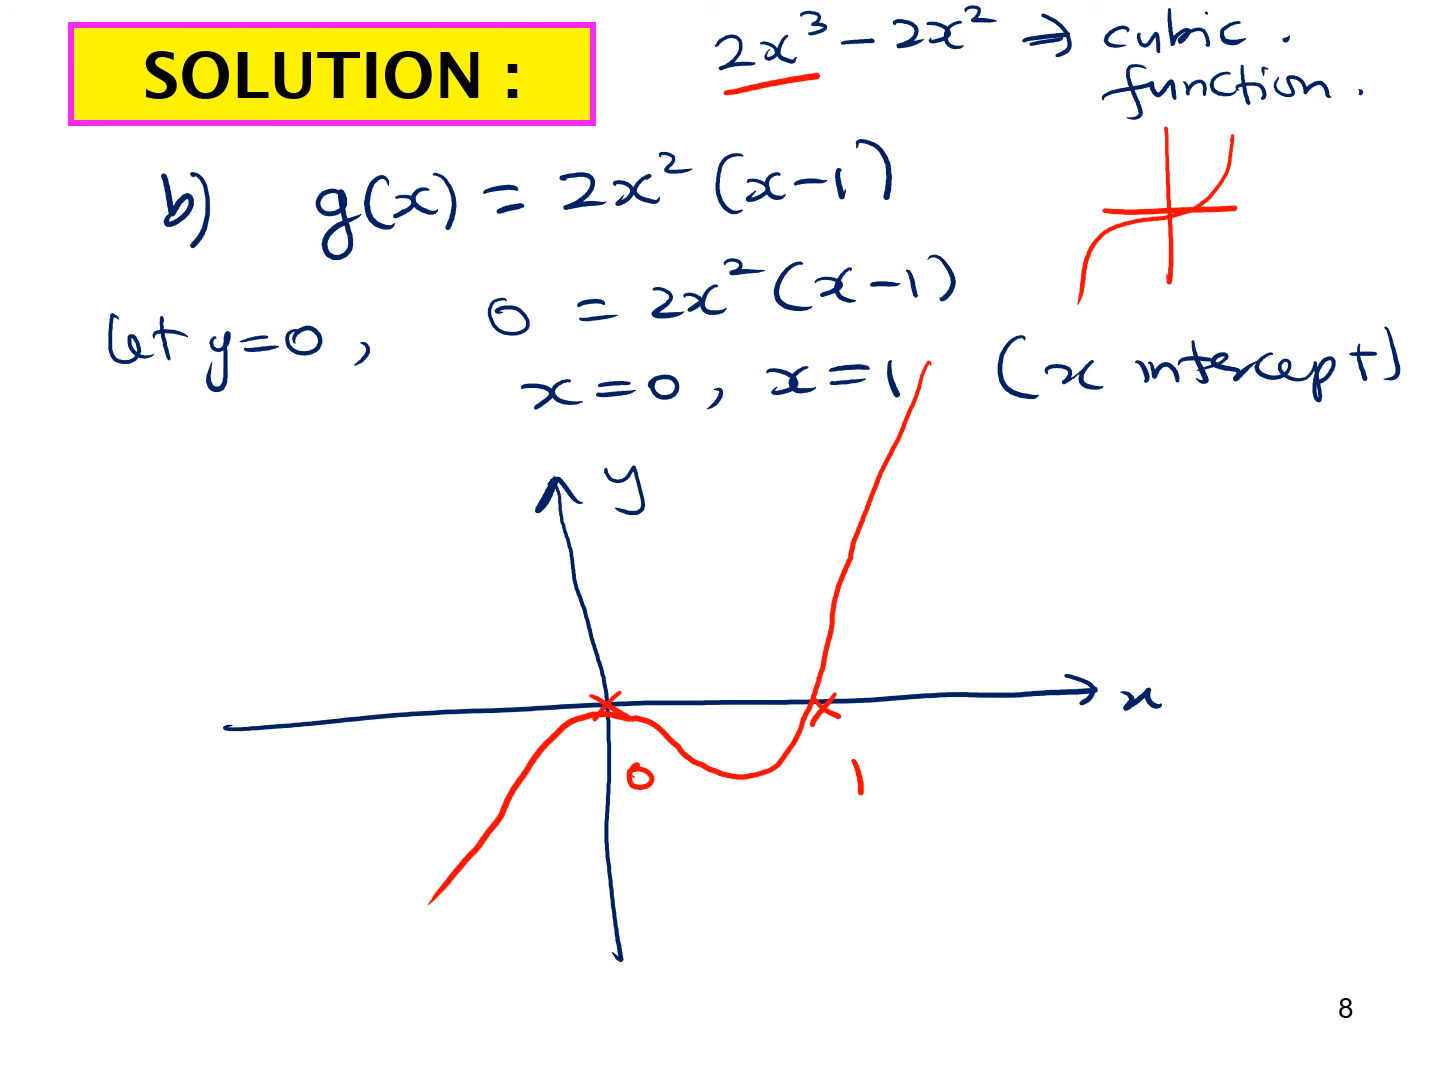 SOLUTION :
2x³ − 2x² ⇒ cubic .
function .
b) g(x) = 2x² (x−1)
let y=0 , 0 = 2x² (x−1)
x=0 , x=1 (x intercept)
y
x
0
1
8